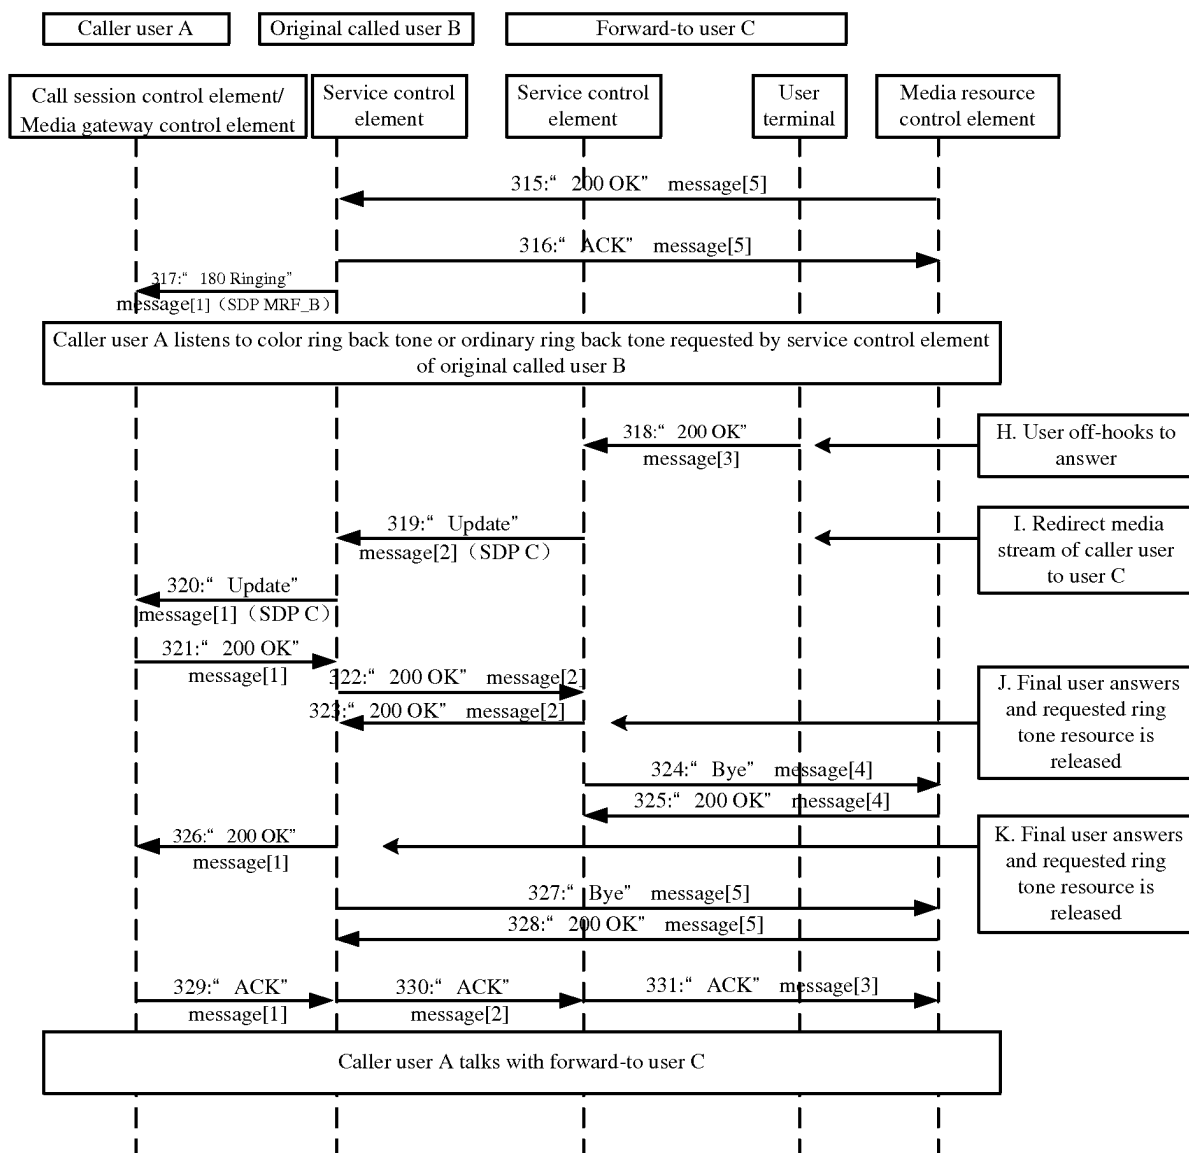 Caller user A
Original called user B
Forward-to user C
Call session control element/
Media gateway control element
Service control
element
Service control
element
User
terminal
Media resource
control element
315:“ 200 OK” message[5]
316:“ ACK” message[5]
317:“ 180 Ringing”
message[1]（SDP MRF_B）
Caller user A listens to color ring back tone or ordinary ring back tone requested by service control element
of original called user B
318:“ 200 OK”
message[3]
H. User off-hooks to
answer
319:“ Update”
message[2]（SDP C）
I. Redirect media
stream of caller user
to user C
320:“ Update”
message[1]（SDP C）
321:“ 200 OK”
message[1]
322:“ 200 OK” message[2]
323:“ 200 OK” message[2]
J. Final user answers
and requested ring
tone resource is
released
324:“ Bye” message[4]
325:“ 200 OK” message[4]
326:“ 200 OK”
message[1]
K. Final user answers
and requested ring
tone resource is
released
327:“ Bye” message[5]
328:“ 200 OK” message[5]
329:“ ACK”
message[1]
330:“ ACK”
message[2]
331:“ ACK” message[3]
Caller user A talks with forward-to user C